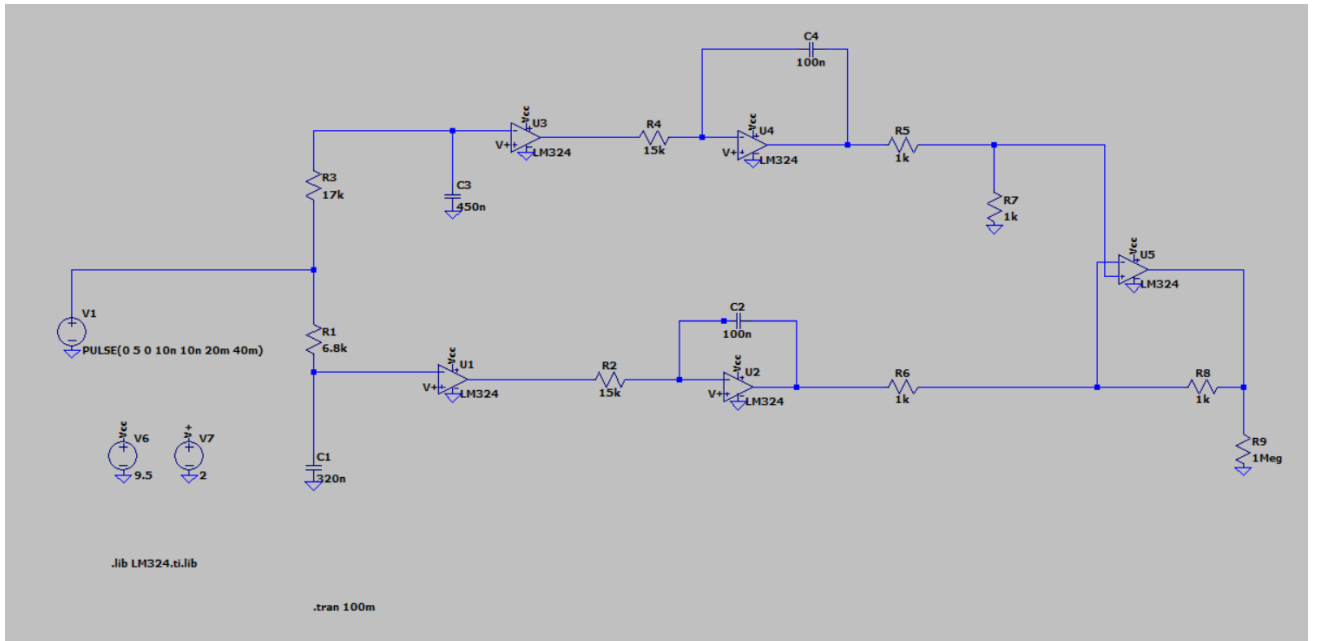 C4
100n
Vcc
U3
V+
LM324
R4
15k
Vcc
U4
V+
LM324
R5
1k
R3
17k
C3
450n
R7
1k
Vcc
U5
LM324
V1
PULSE(0 5 0 10n 10n 20m 40m)
R1
6.8k
C2
100n
Vcc
U1
V+
LM324
R2
15k
Vcc
U2
V+
LM324
R6
1k
R8
1k
Vcc
V6
9.5
V+
V7
2
C1
320n
R9
1Meg
.lib LM324.ti.lib
.tran 100m